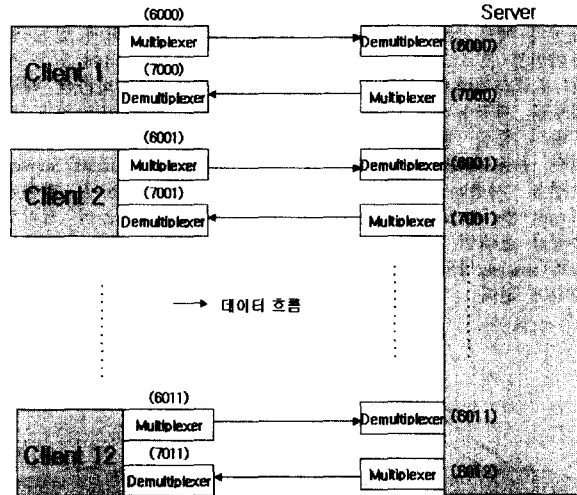 Server
(6000)
Client 1
Multiplexer
Demultiplexer
(6000)
(7000)
Demultiplexer
Multiplexer
(7000)
(6001)
Client 2
Multiplexer
Demultiplexer
(6001)
(7001)
Demultiplexer
Multiplexer
(7001)
데이터 흐름
(6011)
Client 12
Multiplexer
Demultiplexer
(6011)
(7011)
Demultiplexer
Multiplexer
(6012)